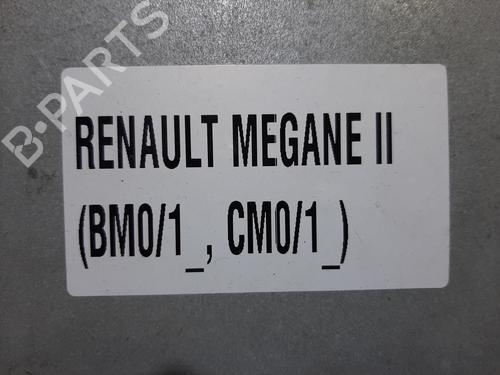 B-PARTS
RENAULT MEGANE II
(BM0/1_, CM0/1_)